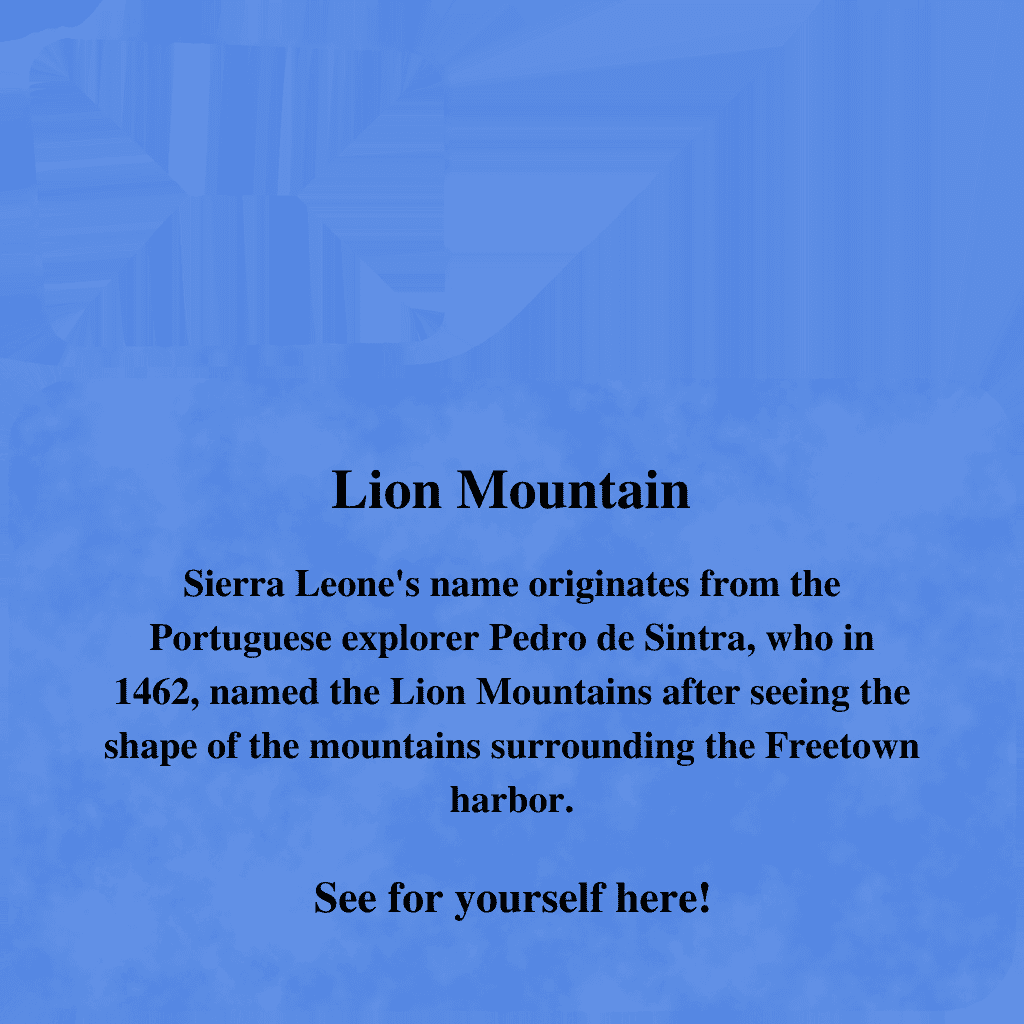 Lion Mountain
Sierra Leone's name originates from the
Portuguese explorer Pedro de Sintra, who in
1462, named the Lion Mountains after seeing the
shape of the mountains surrounding the Freetown
harbor.
See for yourself here!